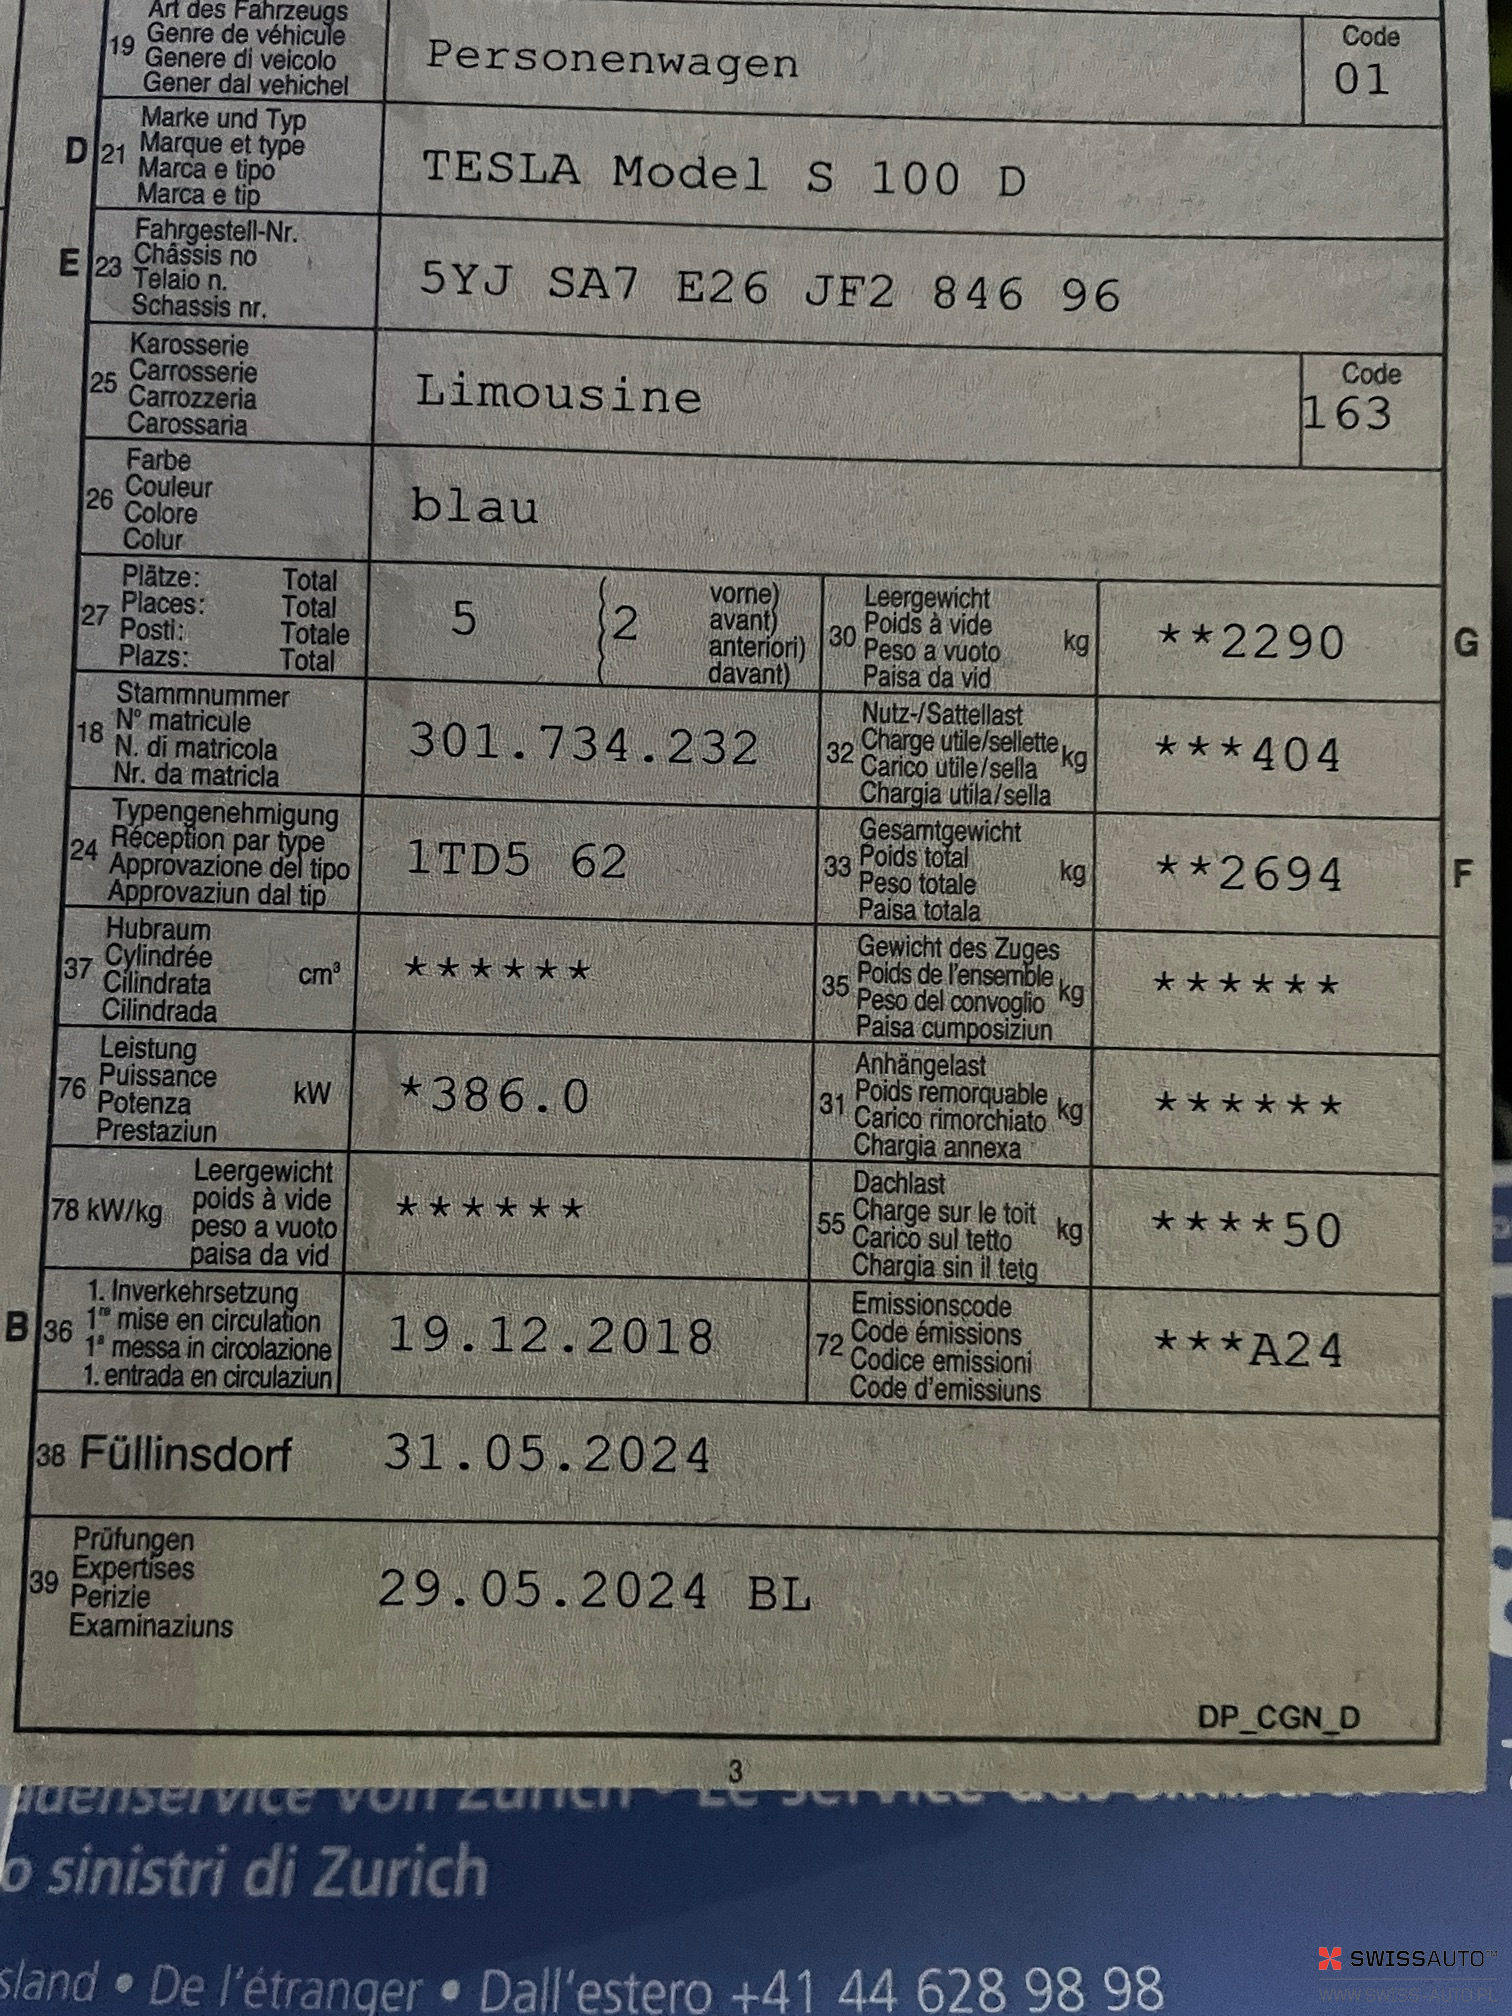 Art des Fahrzeugs
19 Genre de véhicule
Genere di veicolo
Gener dal vehichel
Personenwagen
Code
01
D 21 Marke und Typ
Marque et type
Marca e tipo
Marca e tip
TESLA Model S 100 D
E 23 Fahrgestell-Nr.
Châssis no
Telaio n.
Schassis nr.
5YJ SA7 E26 JF2 846 96
25 Karosserie
Carrosserie
Carrozzeria
Carossaria
Limousine
Code
163
26 Farbe
Couleur
Colore
Colur
blau
27 Plätze: Total
Places: Total
Posti: Totale
Plazs: Total
5 { 2
vorne)
avant)
anteriori)
davant)
30 Leergewicht
Poids à vide
Peso a vuoto
Paisa da vid
kg
**2290
G
18 Stammnummer
N° matricule
N. di matricola
Nr. da matricla
301.734.232
32 Nutz-/Sattellast
Charge utile/sellette
Carico utile/sella
Chargia utila/sella
kg
***404
24 Typengenehmigung
Réception par type
Approvazione del tipo
Approvaziun dal tip
1TD5 62
33 Gesamtgewicht
Poids total
Peso totale
Paisa totala
kg
**2694
F
37 Hubraum
Cylindrée
Cilindrata
Cilindrada
cm³
******
35 Gewicht des Zuges
Poids de l'ensemble
Peso del convoglio
Paisa cumposiziun
kg
******
76 Leistung
Puissance
Potenza
Prestaziun
kW
*386.0
31 Anhängelast
Poids remorquable
Carico rimorchiato
Chargia annexa
kg
******
78 kW/kg
Leergewicht
poids à vide
peso a vuoto
paisa da vid
******
55 Dachlast
Charge sur le toit
Carico sul tetto
Chargia sin il tetg
kg
****50
B 36 1. Inverkehrsetzung
1re mise en circulation
1ª messa in circolazione
1. entrada en circulaziun
19.12.2018
72 Emissionscode
Code émissions
Codice emissioni
Code d'emissiuns
***A24
38 Füllinsdorf 31.05.2024
39 Prüfungen
Expertises
Perizie
Examinaziuns
29.05.2024 BL
DP_CGN_D
3
von Zürich • Le service
o sinistri di Zurich
sland • De l'étranger • Dall'estero +41 44 628 98 98
SWISSAUTO™
WWW.SWISSAUTO.PL